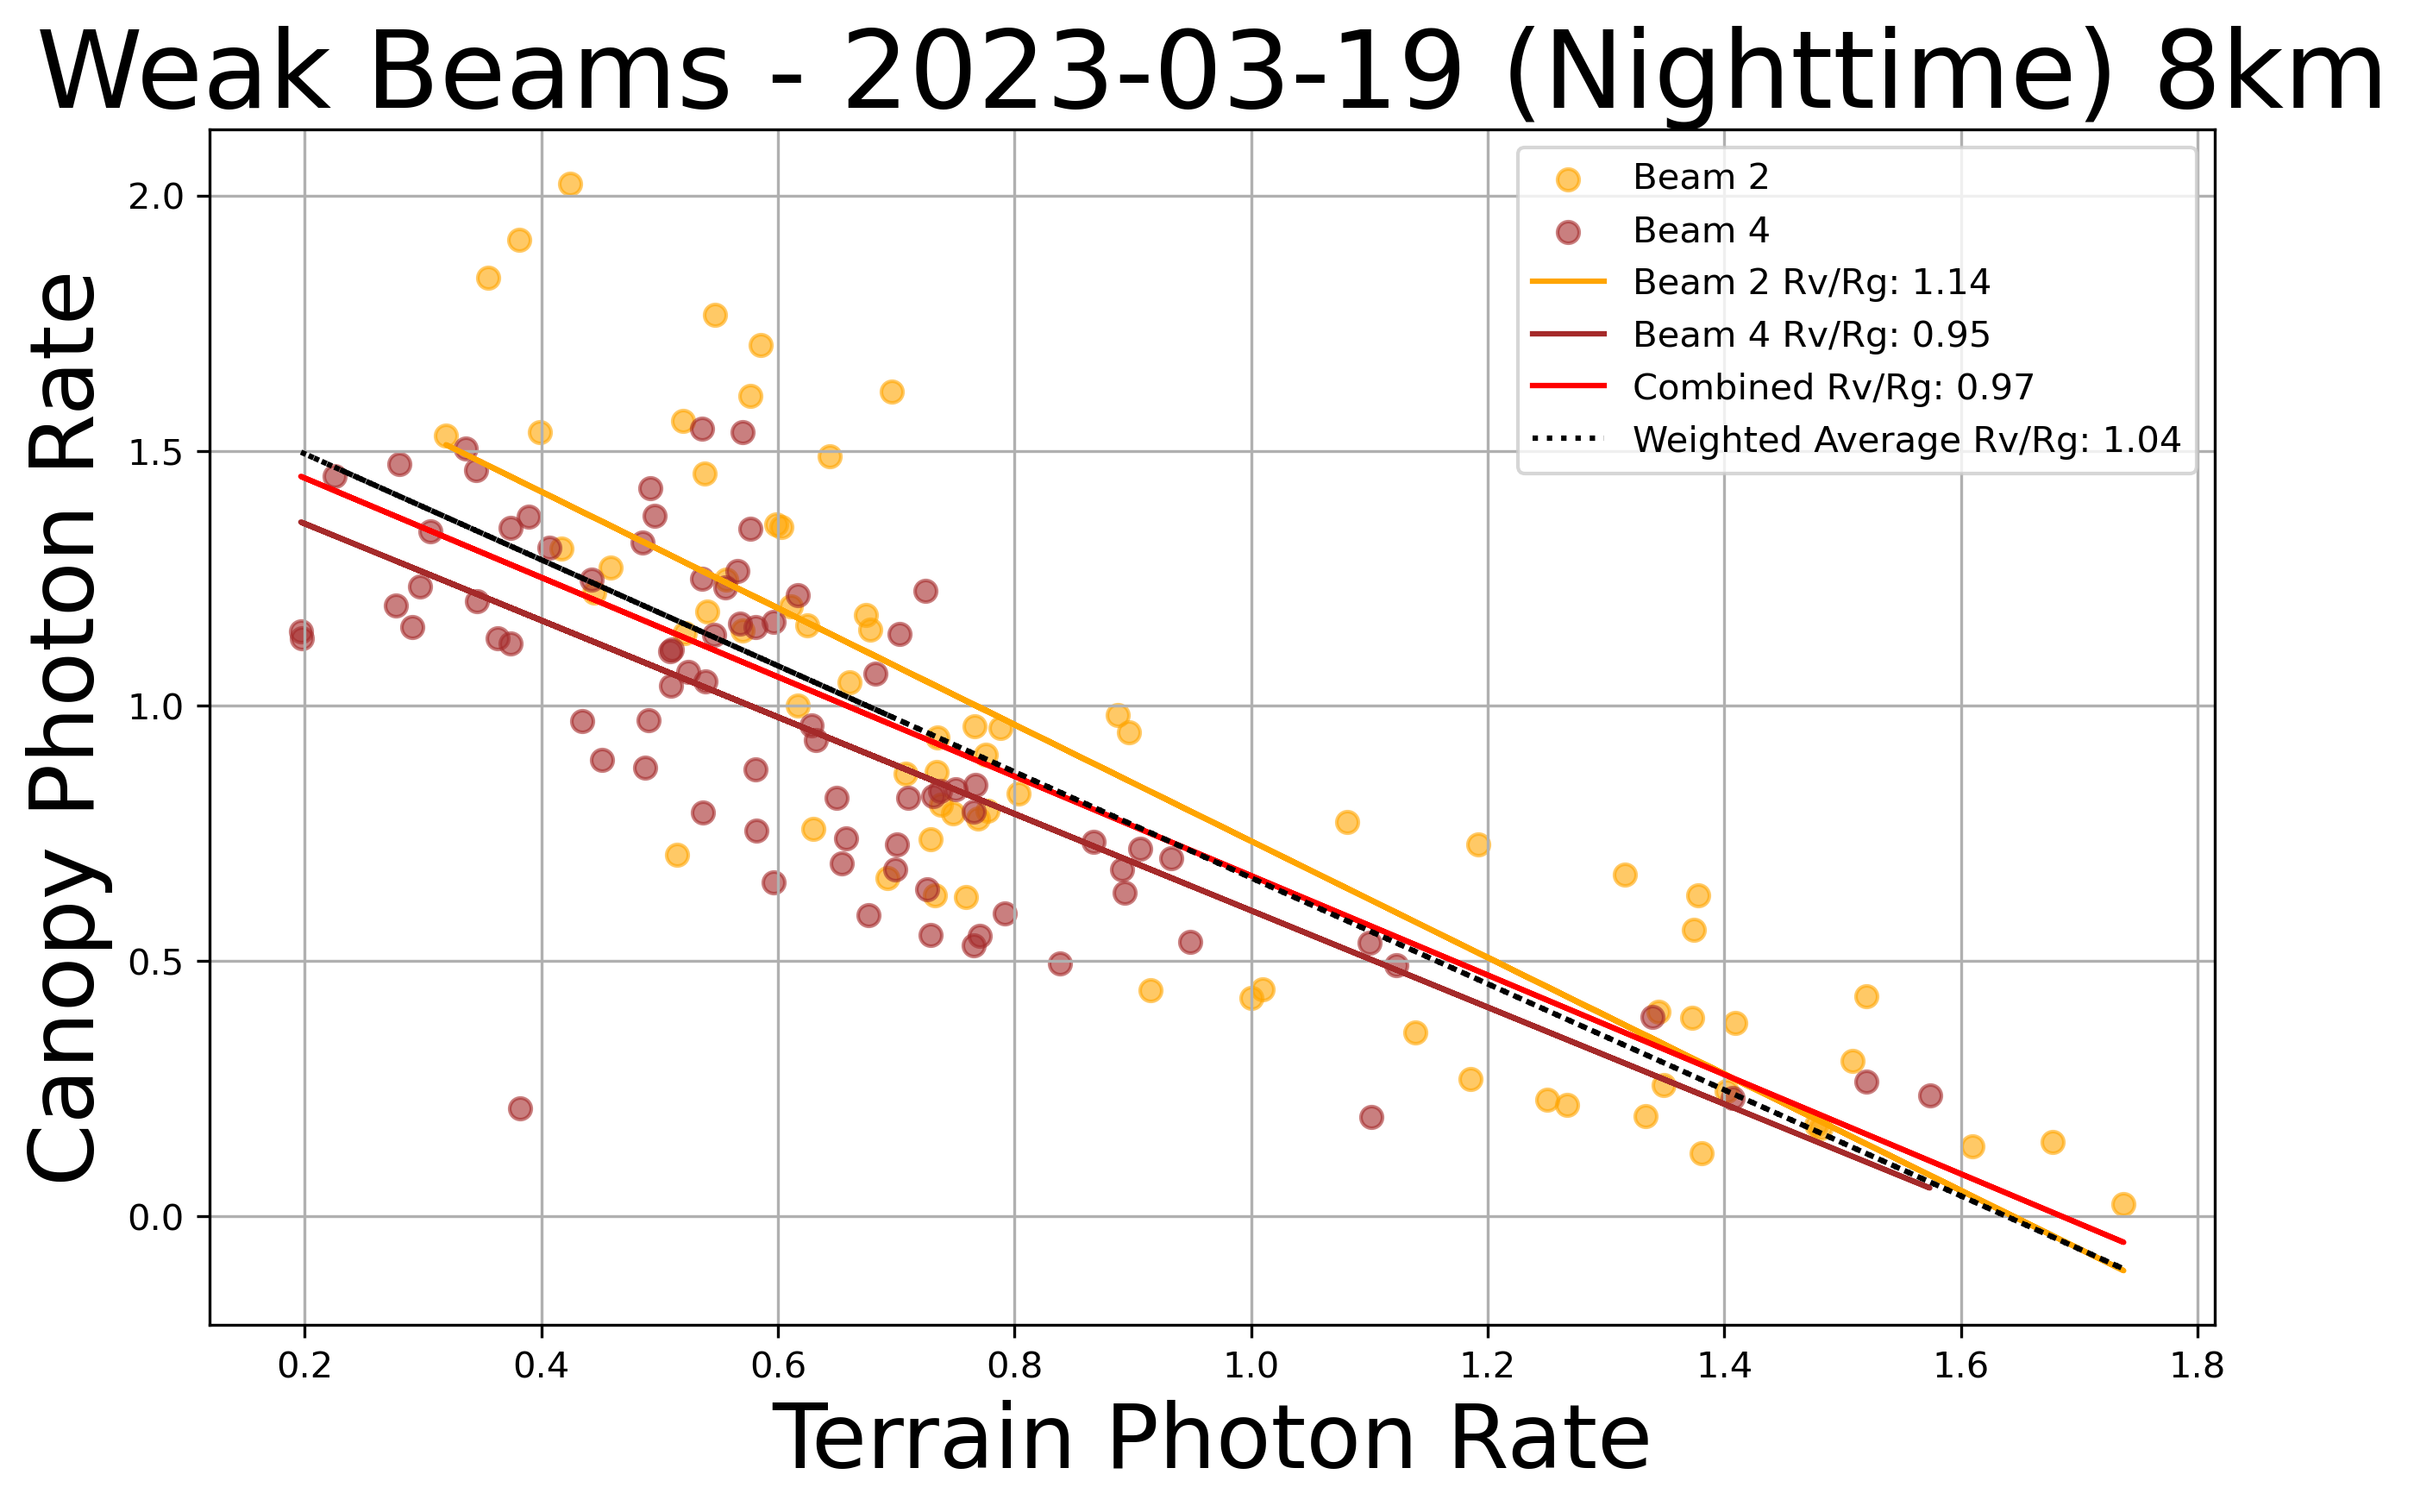 Weak Beams - 2023-03-19 (Nighttime) 8km
Beam 2
Beam 4
Beam 2 Rv/Rg: 1.14
Beam 4 Rv/Rg: 0.95
Combined Rv/Rg: 0.97
Weighted Average Rv/Rg: 1.04
Canopy Photon Rate
2.0
1.5
1.0
0.5
0.0
0.2 0.4 0.6 0.8 1.0 1.2 1.4 1.6 1.8
Terrain Photon Rate